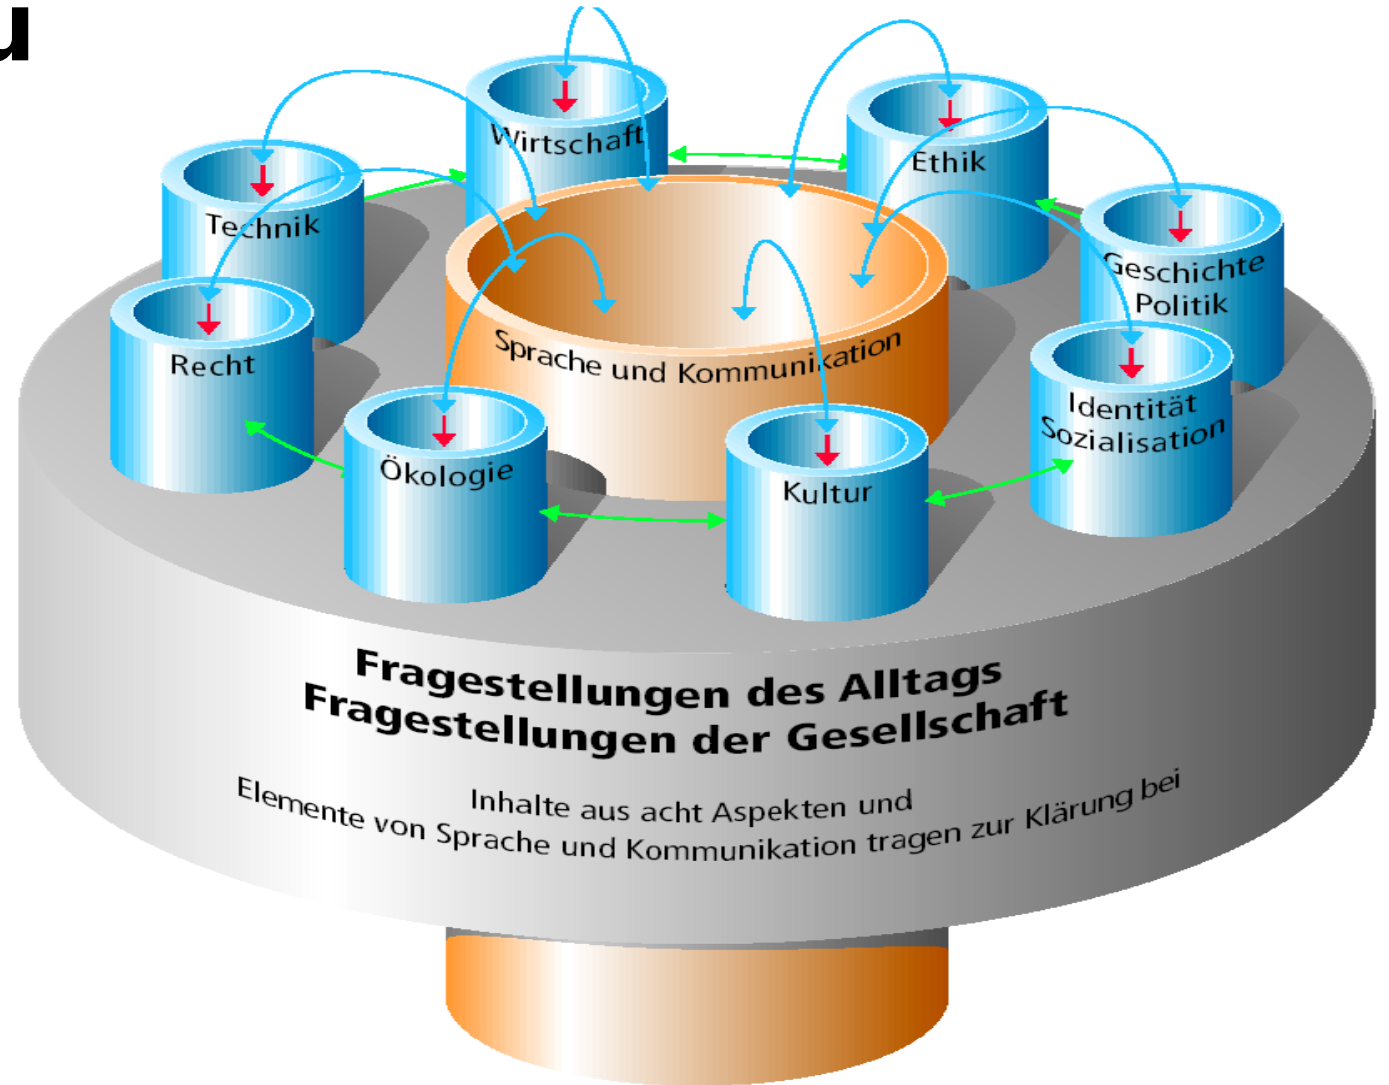 u
Wirtschaft
Ethik
Technik
Geschichte
Politik
Recht
Sprache und Kommunikation
Identität
Sozialisation
Ökologie
Kultur
Fragestellungen des Alltags
Fragestellungen der Gesellschaft
Inhalte aus acht Aspekten und
Elemente von Sprache und Kommunikation tragen zur Klärung bei